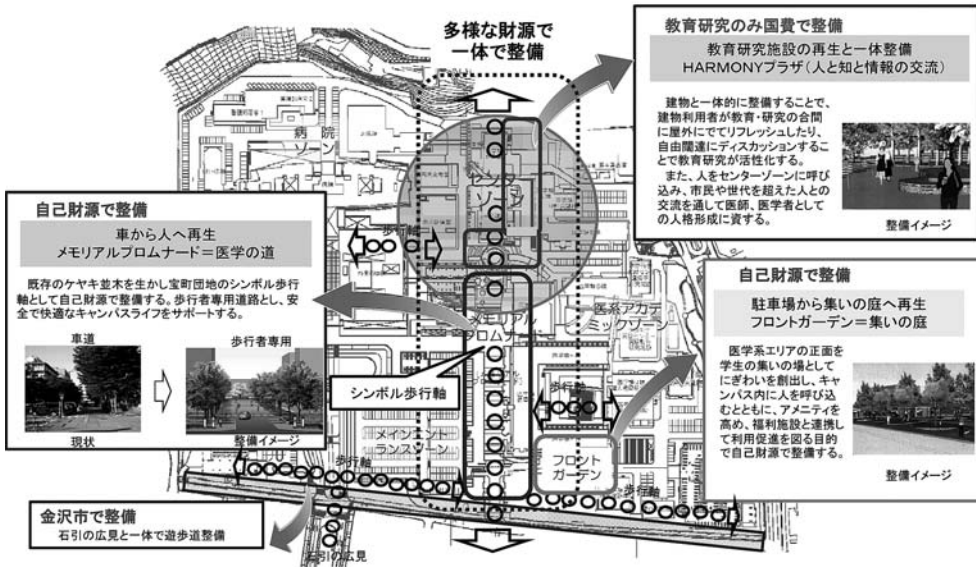 多様な財源で
一体で整備
教育研究のみ国費で整備
教育研究施設の再生と一体整備
HARMONYプラザ（人と知と情報の交流）
建物と一体的に整備することで、
建物利用者が教育・研究の合間
に屋外にでてリフレッシュしたり、
自由闊達にディスカッションするこ
とで教育研究が活性化する。
また、人をセンターゾーンに呼び
込み、市民や世代を超えた人との
交流を通して医師、医学者として
の人格形成に資する。
整備イメージ
病院
ゾーン
センタ
ゾーン
自己財源で整備
車から人へ再生
メモリアルプロムナード＝医学の道
既存のケヤキ並木を生かし宝町団地のシンボル歩行
軸として自己財源で整備する。歩行者専用道路とし、安
全で快適なキャンパスライフをサポートする。
車道
歩行者専用
現状
整備イメージ
歩行軸
メモリアル
プロムナ
医系アカデ
ミックゾーン
シンボル歩行軸
歩行軸
メインエント
ランスゾーン
フロント
ガーデン
歩行軸
歩行軸
自己財源で整備
駐車場から集いの庭へ再生
フロントガーデン＝集いの庭
医学系エリアの正面を
学生の集いの場として
にぎわいを創出し、キャ
ンパス内に人を呼び込
むとともに、アメニティを
高め、福利施設と連携し
て利用促進を図る目的
で自己財源で整備する。
整備イメージ
金沢市で整備
石引の広見と一体で遊歩道整備
石引の広見